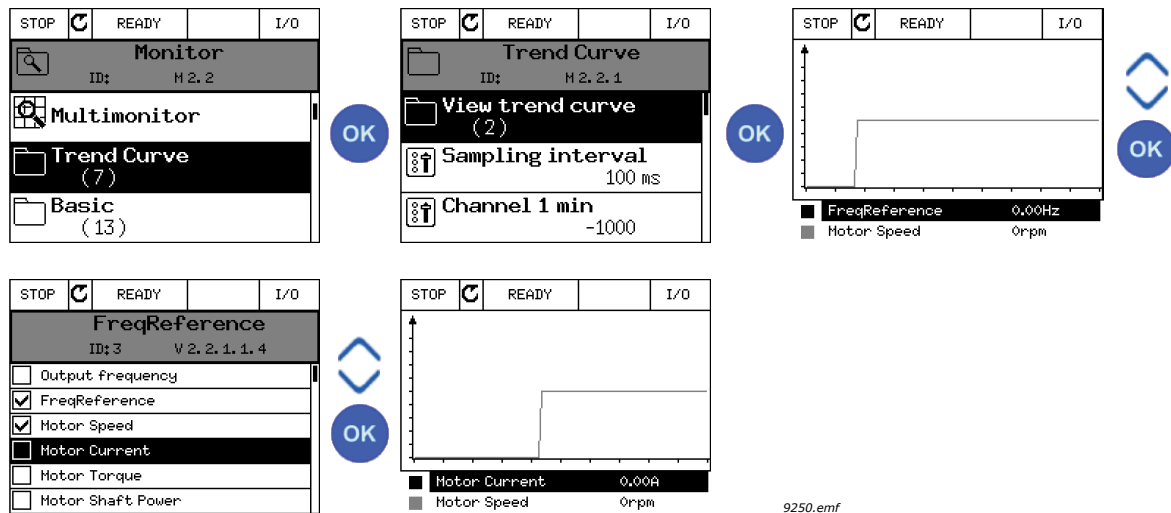 STOP READY I/O
Monitor
ID: M2.2
Multimonitor
Trend Curve
(7)
Basic
(13)
OK
STOP READY I/O
Trend Curve
ID: M2.2.1
View trend curve
(2)
Sampling interval
100 ms
Channel 1 min
-1000
OK
STOP READY I/O
FreqReference 0.00Hz
Motor Speed 0rpm
OK
STOP READY I/O
FreqReference
ID:3 V2.2.1.1.4
Output frequency
FreqReference
Motor Speed
Motor Current
Motor Torque
Motor Shaft Power
OK
STOP READY I/O
Motor Current 0.00A
Motor Speed 0rpm
9250.emf